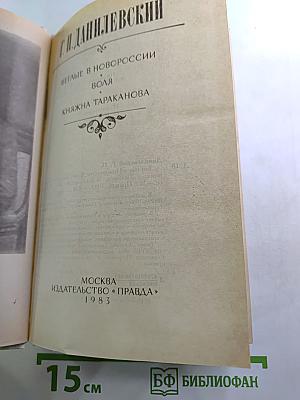 Г. П. ДАНИЛЕВСКИЙ
БЕГЛЫЕ В НОВОРОССИИ
ВОЛЯ
КНЯЖНА ТАРАКАНОВА
МОСКВА
ИЗДАТЕЛЬСТВО «ПРАВДА»
1983
15 см
БФ БИБЛИОФАН